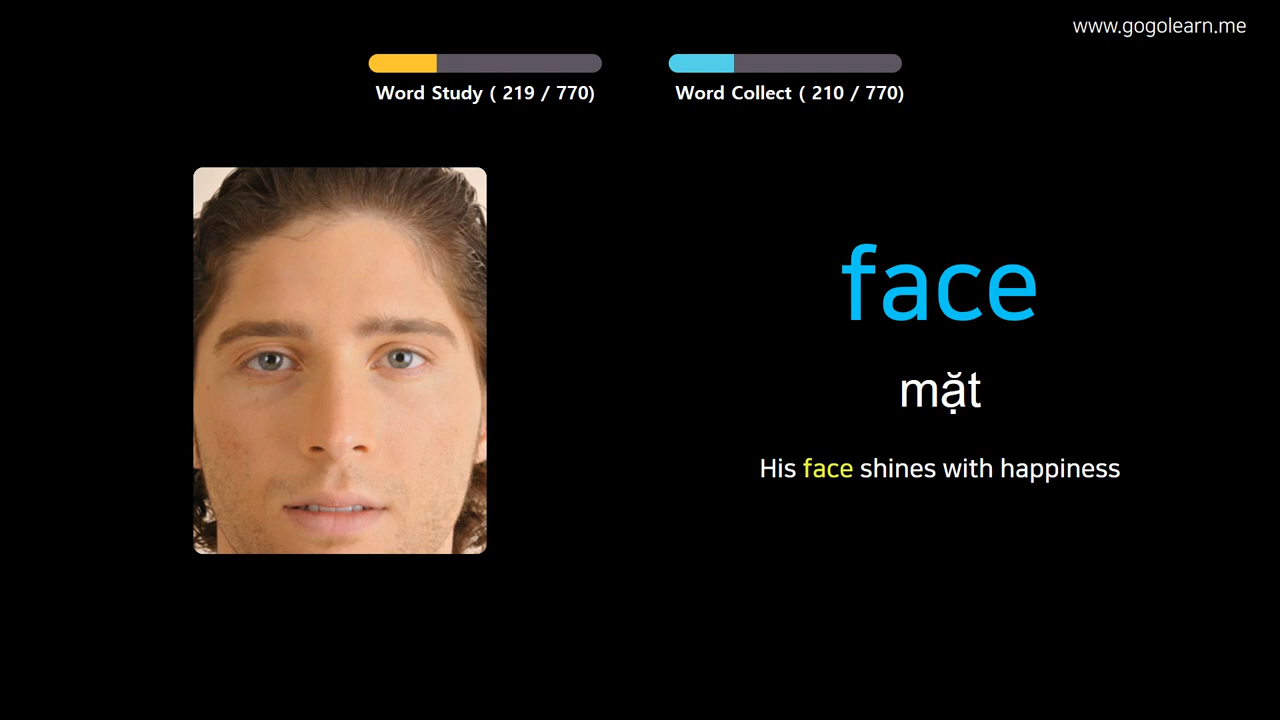 www.gogolearn.me
Word Study ( 219 / 770)
Word Collect ( 210 / 770)
face
mặt
His face shines with happiness